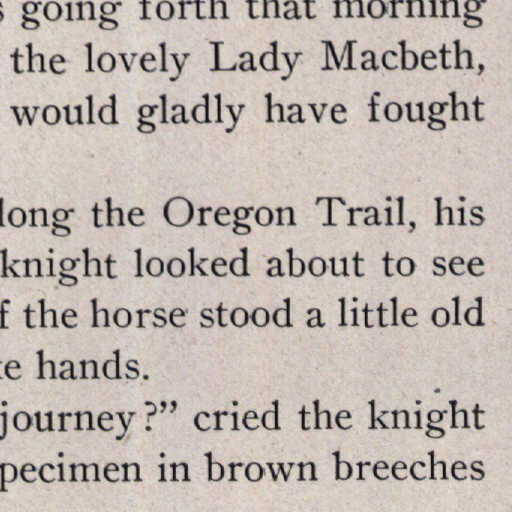 going forth that morning
the lovely Lady Macbeth,
would gladly have fought
long the Oregon Trail, his
knight looked about to see
f the horse stood a little old
e hands.
journey?” cried the knight
pecimen in brown breeches